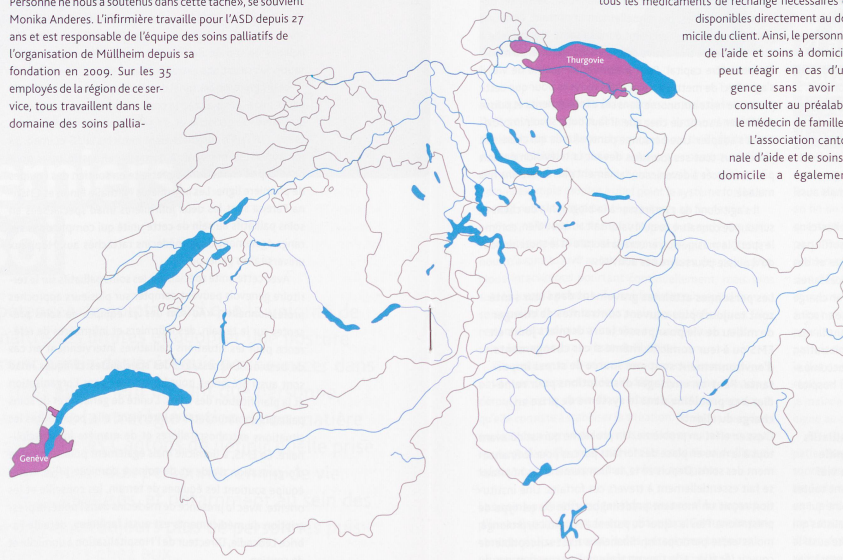 Personne ne nous a soutenus dans cette tâche», se souvient
Monika Anderes. L'infirmière travaille pour l'ASD depuis 27
ans et est responsable de l'équipe des soins palliatifs de
l'organisation de Müllheim depuis sa
fondation en 2009. Sur les 35
employés de la région de ce ser-
vice, tous travaillent dans le
domaine des soins pallia-
tous les médicaments de rechange nécessaires
disponibles directement au do
micile du client. Ainsi, le personn
de l'aide et soins à domici
peut réagir en cas d'u
gence sans avoir
consulter au préalab
le médecin de famille
L'association canto
nale d'aide et de soins
domicile a égalemen
Thurgovie
Genève